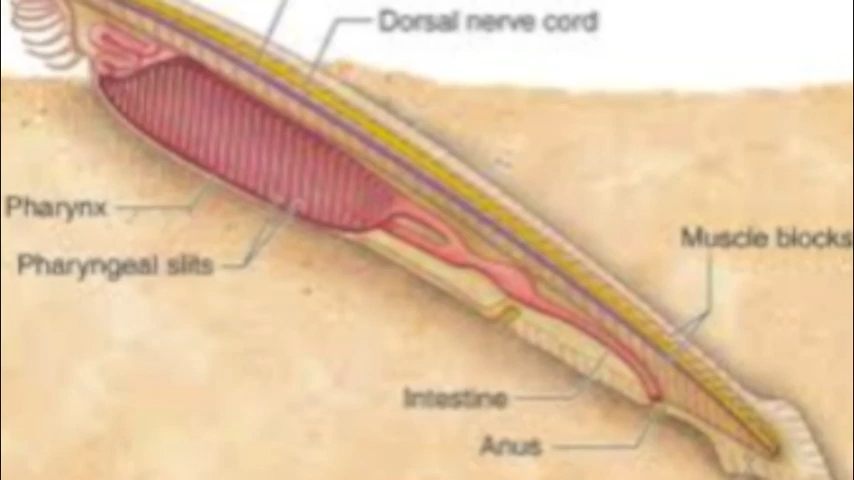 Dorsal nerve cord
Pharynx
Muscle blocks
Pharyngeal slits
Intestine
Anus